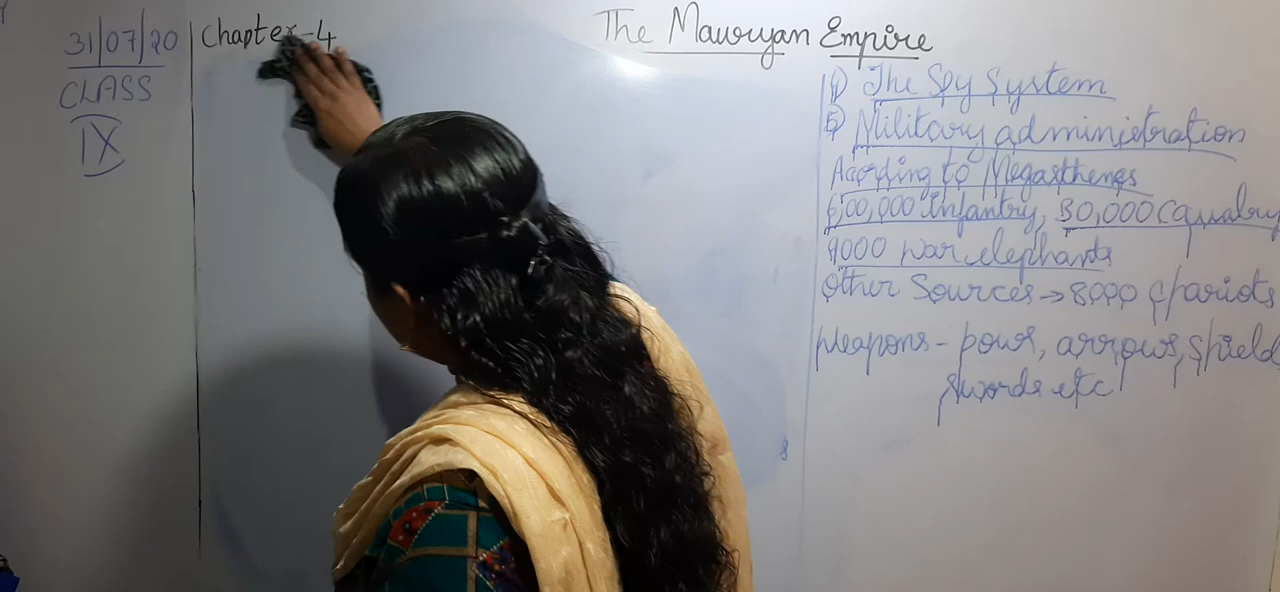 31/07/20
CLASS
IX
Chapter-4
The Mauryan Empire
4) The Spy System
5) Military administration
Acording to Megasthenes
6,00,000 infantry, 30,000 Cavalry
9000 war elephants
Other Sources → 8000 Chariots
Weapons - bows, arrows, shield
swords etc